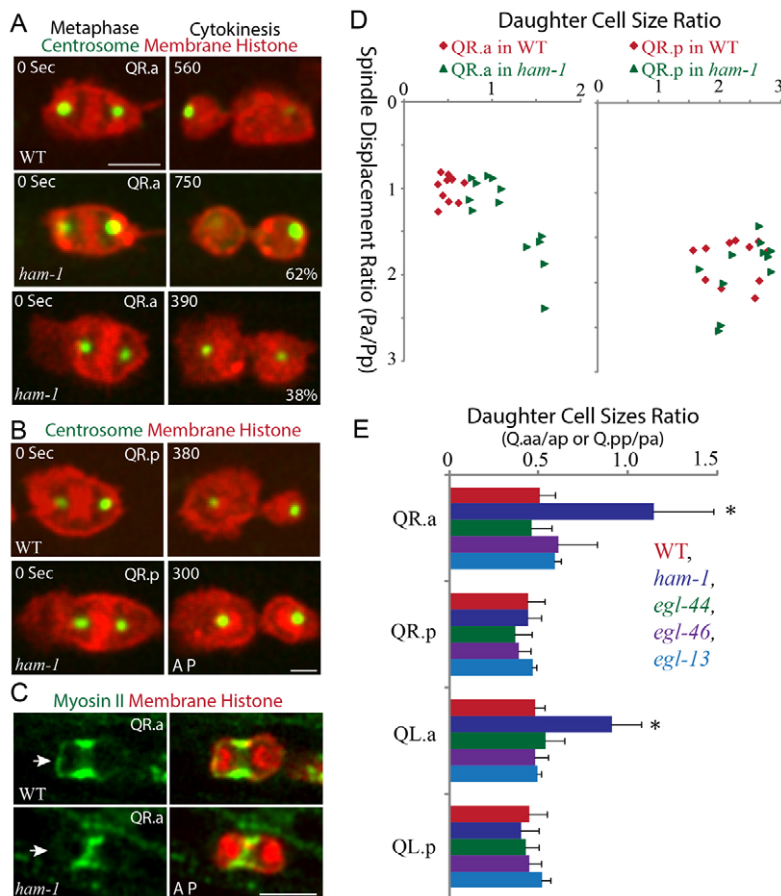 A
Metaphase Cytokinesis
Centrosome Membrane Histone
0 Sec QR.a 560
WT
0 Sec QR.a 750
ham-1 62%
0 Sec QR.a 390
ham-1 38%
B
Centrosome Membrane Histone
0 Sec QR.p 380
WT
0 Sec QR.p 300
ham-1 A P
C
Myosin II Membrane Histone
QR.a
WT
QR.a
ham-1 A P
D
Daughter Cell Size Ratio
QR.a in WT QR.p in WT
QR.a in ham-1 QR.p in ham-1
0 1 2 0 1 2 3
Spindle Displacement Ratio (Pa/Pp)
0
1
2
3
E
Daughter Cell Sizes Ratio
(Q.aa/ap or Q.pp/pa)
0 0.5 1.0 1.5
QR.a
*
QR.p
QL.a
*
QL.p
WT,
ham-1,
egl-44,
egl-46,
egl-13